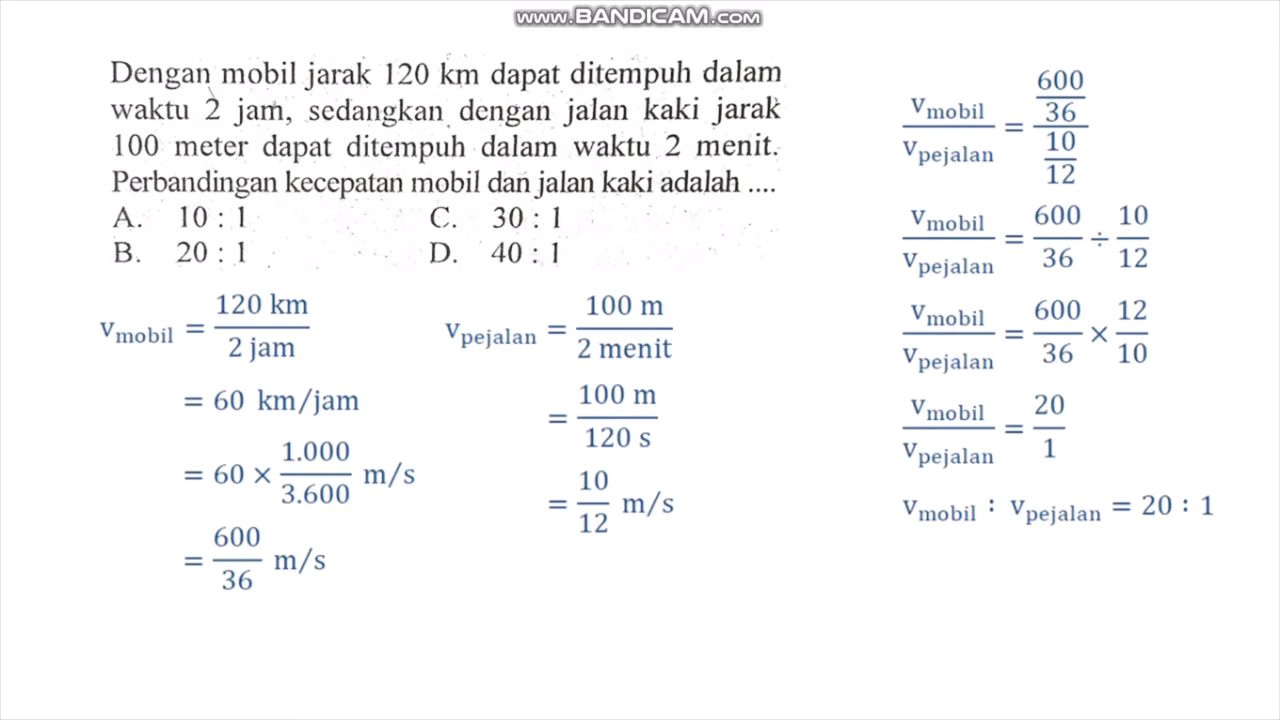 www.BANDICAM.com
Dengan mobil jarak 120 km dapat ditempuh dalam
waktu 2 jam, sedangkan dengan jalan kaki jarak
100 meter dapat ditempuh dalam waktu 2 menit.
Perbandingan kecepatan mobil dan jalan kaki adalah ....
A. 10 : 1 C. 30 : 1
B. 20 : 1 D. 40 : 1
v_mobil = 120 km / 2 jam
= 60 km/jam
= 60 × 1.000 / 3.600 m/s
= 600 / 36 m/s
v_pejalan = 100 m / 2 menit
= 100 m / 120 s
= 10 / 12 m/s
v_mobil / v_pejalan = (600 / 36) / (10 / 12)
v_mobil / v_pejalan = 600 / 36 ÷ 10 / 12
v_mobil / v_pejalan = 600 / 36 × 12 / 10
v_mobil / v_pejalan = 20 / 1
v_mobil : v_pejalan = 20 : 1